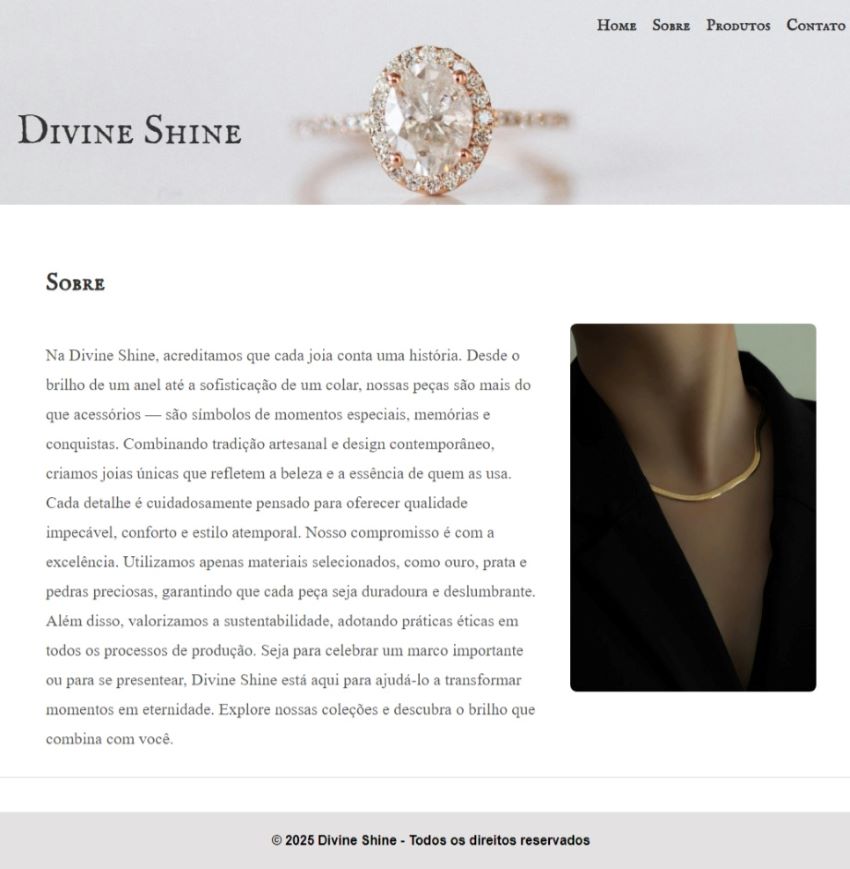 Home Sobre Produtos Contato
Divine Shine
Sobre
Na Divine Shine, acreditamos que cada joia conta uma história. Desde o
brilho de um anel até a sofisticação de um colar, nossas peças são mais do
que acessórios — são símbolos de momentos especiais, memórias e
conquistas. Combinando tradição artesanal e design contemporâneo,
criamos joias únicas que refletem a beleza e a essência de quem as usa.
Cada detalhe é cuidadosamente pensado para oferecer qualidade
impecável, conforto e estilo atemporal. Nosso compromisso é com a
excelência. Utilizamos apenas materiais selecionados, como ouro, prata e
pedras preciosas, garantindo que cada peça seja duradoura e deslumbrante.
Além disso, valorizamos a sustentabilidade, adotando práticas éticas em
todos os processos de produção. Seja para celebrar um marco importante
ou para se presentear, Divine Shine está aqui para ajudá-lo a transformar
momentos em eternidade. Explore nossas coleções e descubra o brilho que
combina com você.
© 2025 Divine Shine - Todos os direitos reservados